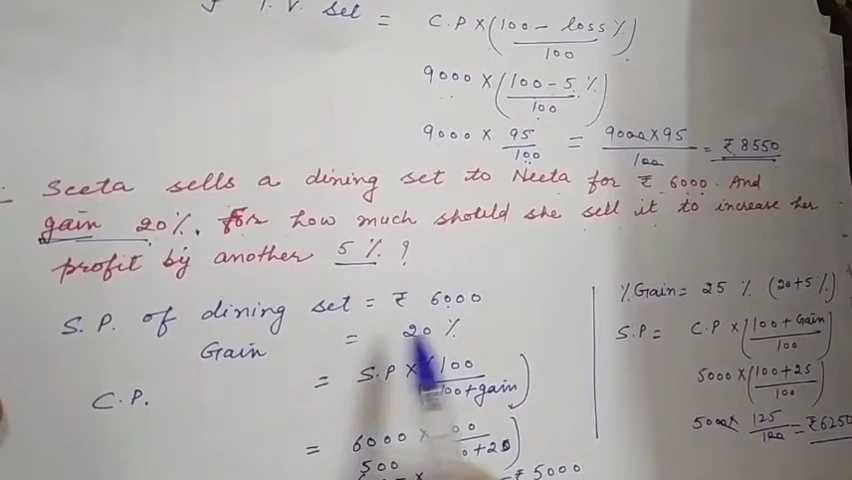 T. V. Set = C.P × (100 - loss % / 100)
9000 × (100 - 5 % / 100)
9000 × 95/100 = 9000×95/100 = ₹ 8550
Seeta sells a dining set to Neeta for ₹ 6000. And
gain 20%. For how much should she sell it to increase her
profit by another 5 % ?
S.P. of dining set = ₹ 6000
Gain = 20 %
C.P. = S.P × (100 / 100+gain)
= 6000 ×
500
₹ 5000
% Gain = 25 % (20+5%)
S.P = C.P × (100 + Gain / 100)
5000 × (100 + 25 / 100)
5000 × 125/100 = ₹6250